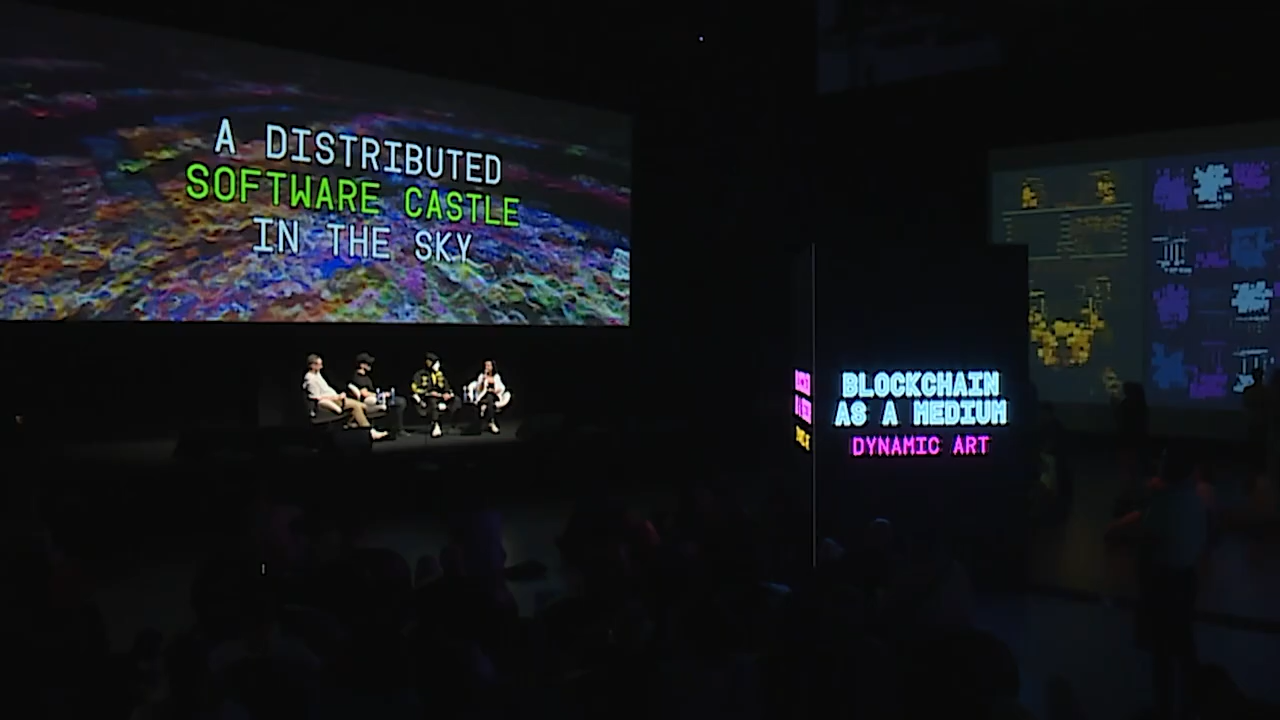 A DISTRIBUTED
SOFTWARE CASTLE
IN THE SKY
BLOCKCHAIN
AS A MEDIUM
DYNAMIC ART